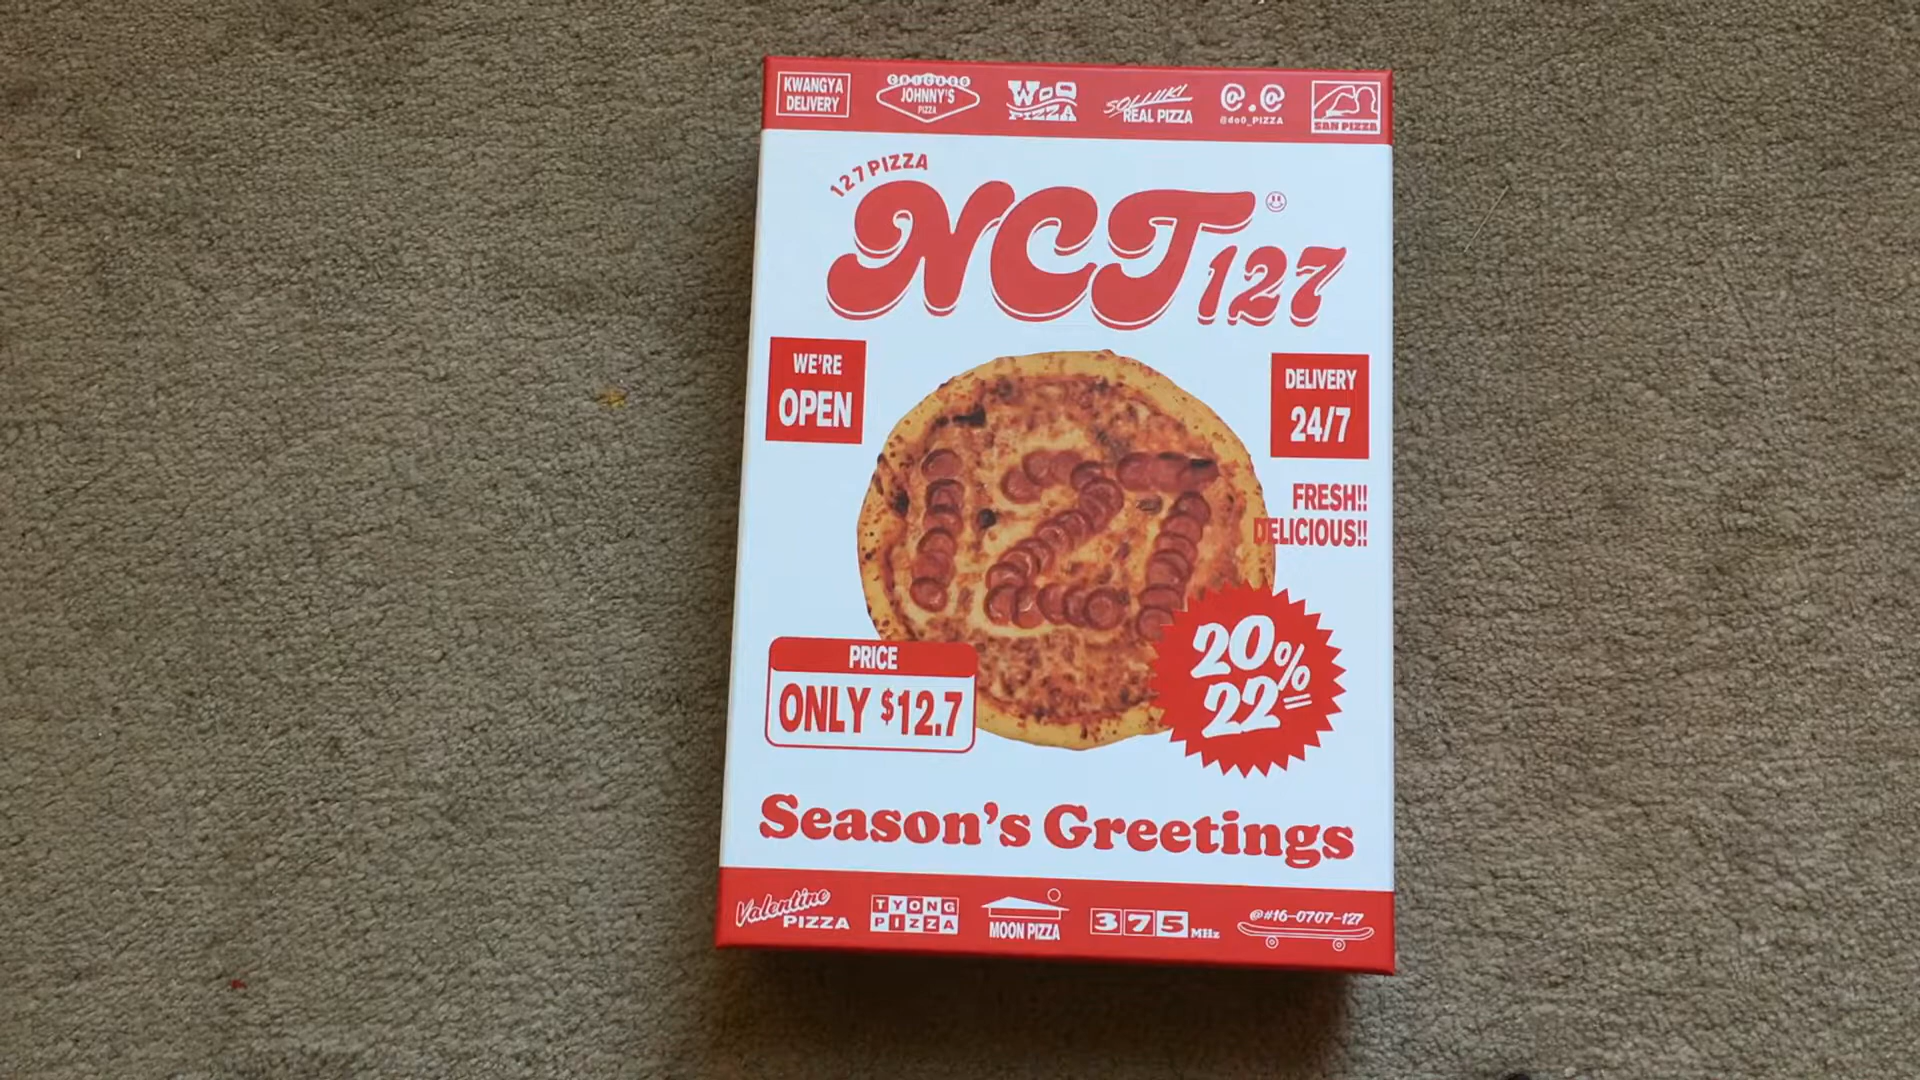 KWANGYA
DELIVERY
CHICAGO
JOHNNY'S
PIZZA
WOO
PIZZA
REAL PIZZA
@.@
@do0_PIZZA
SAN PIZZA
127 PIZZA
NCT 127
WE'RE
OPEN
DELIVERY
24/7
FRESH!!
DELICIOUS!!
127
PRICE
ONLY $12.7
20%
22
Season's Greetings
Valentine
PIZZA
TYONG
PIZZA
MOON PIZZA
375 MHz
@#16-0707-127